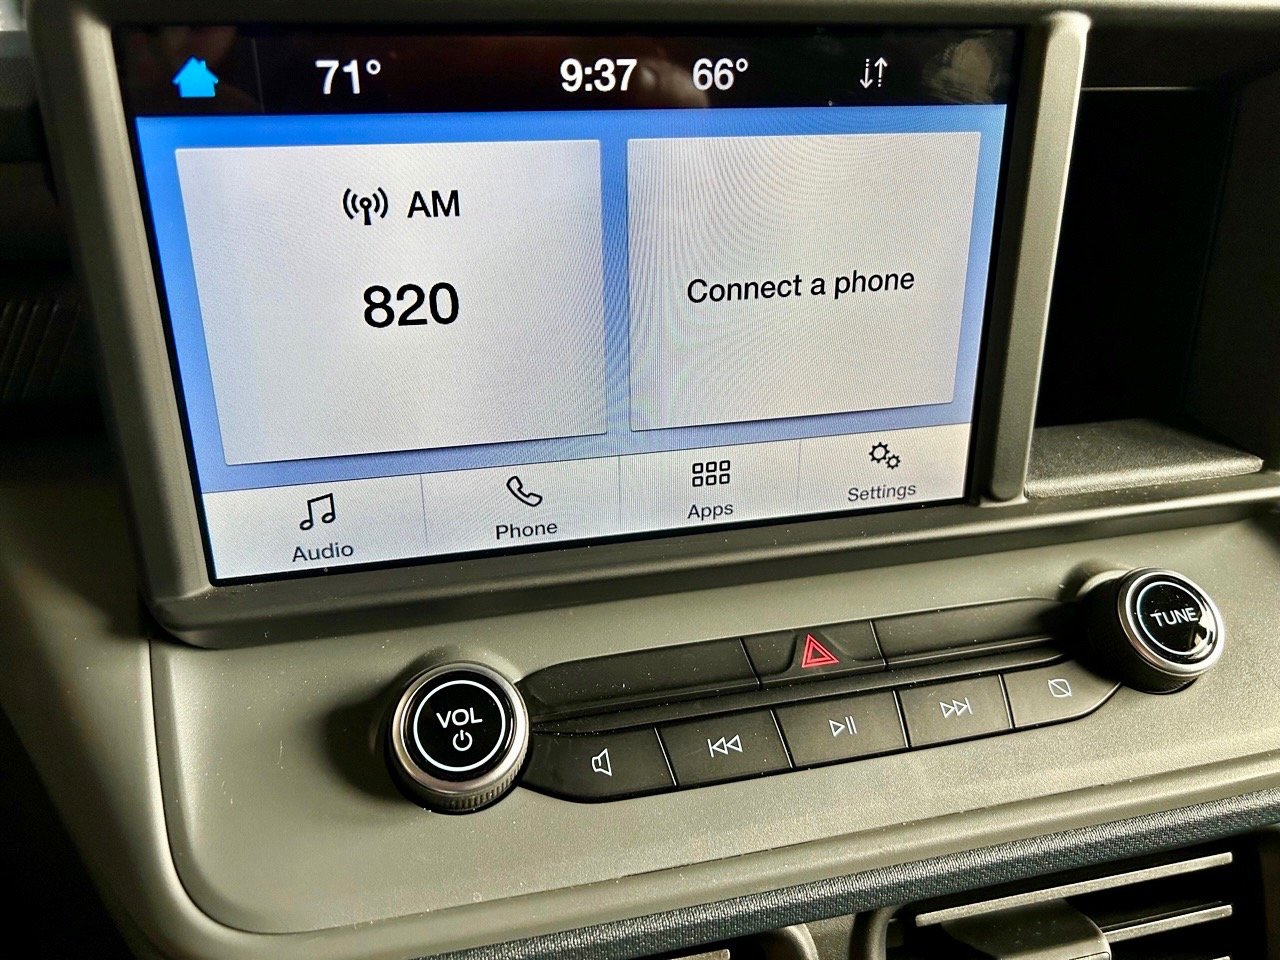 71° 9:37 66°
AM
820
Connect a phone
Audio
Phone
Apps
Settings
TUNE
VOL